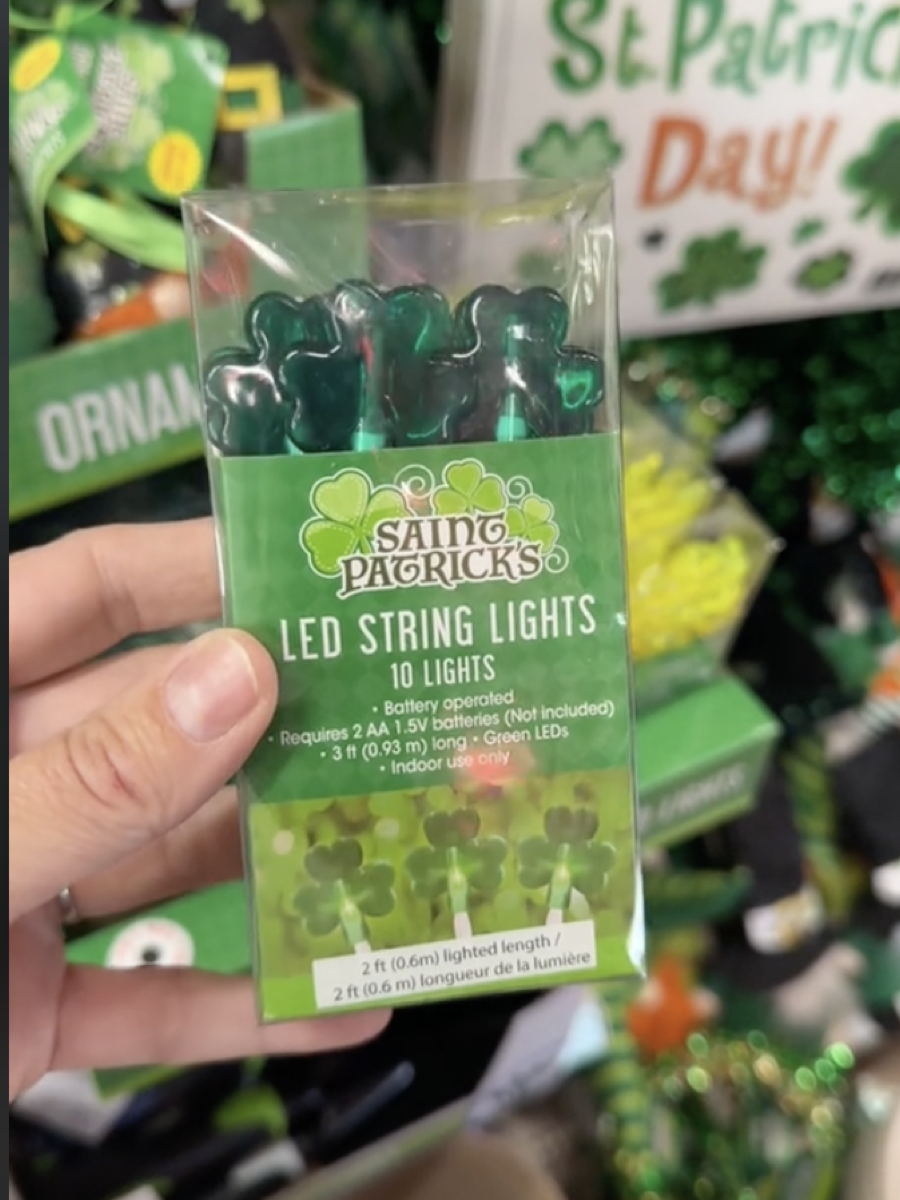 St. Patric
Day!
ORNAM
SAINT
PATRICK'S
LED STRING LIGHTS
10 LIGHTS
• Battery operated
• Requires 2 AA 1.5V batteries (Not included)
• 3 ft (0.93 m) long • Green LEDs
• Indoor use only
2 ft (0.6m) lighted length /
2 ft (0.6 m) longueur de la lumière